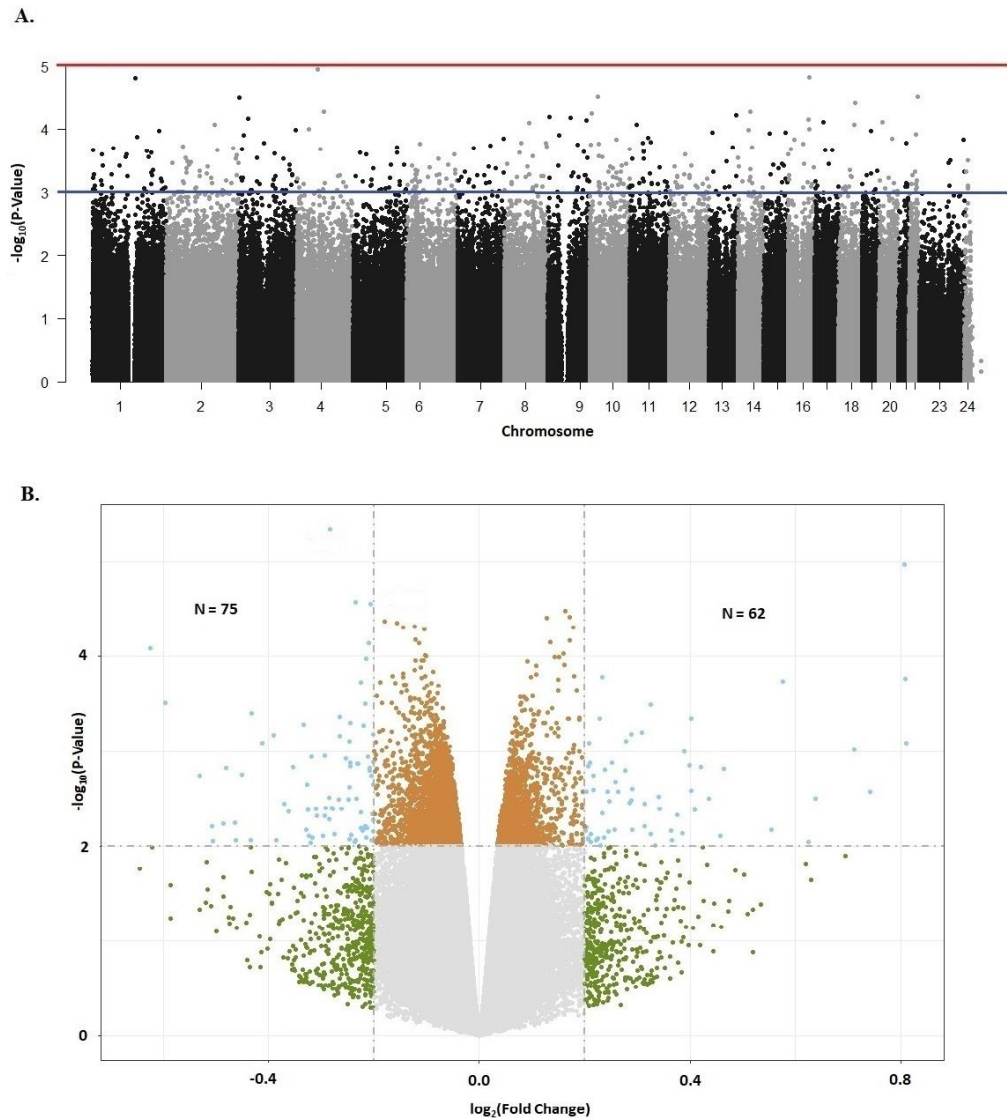 A.
5
4
3
2
1
0
-log10(P-Value)
1 2 3 4 5 6 7 8 9 10 11 12 13 14 16 18 20 23 24
Chromosome
B.
N = 75
N = 62
4
2
0
-log10(P-Value)
-0.4 0.0 0.4 0.8
log2(Fold Change)